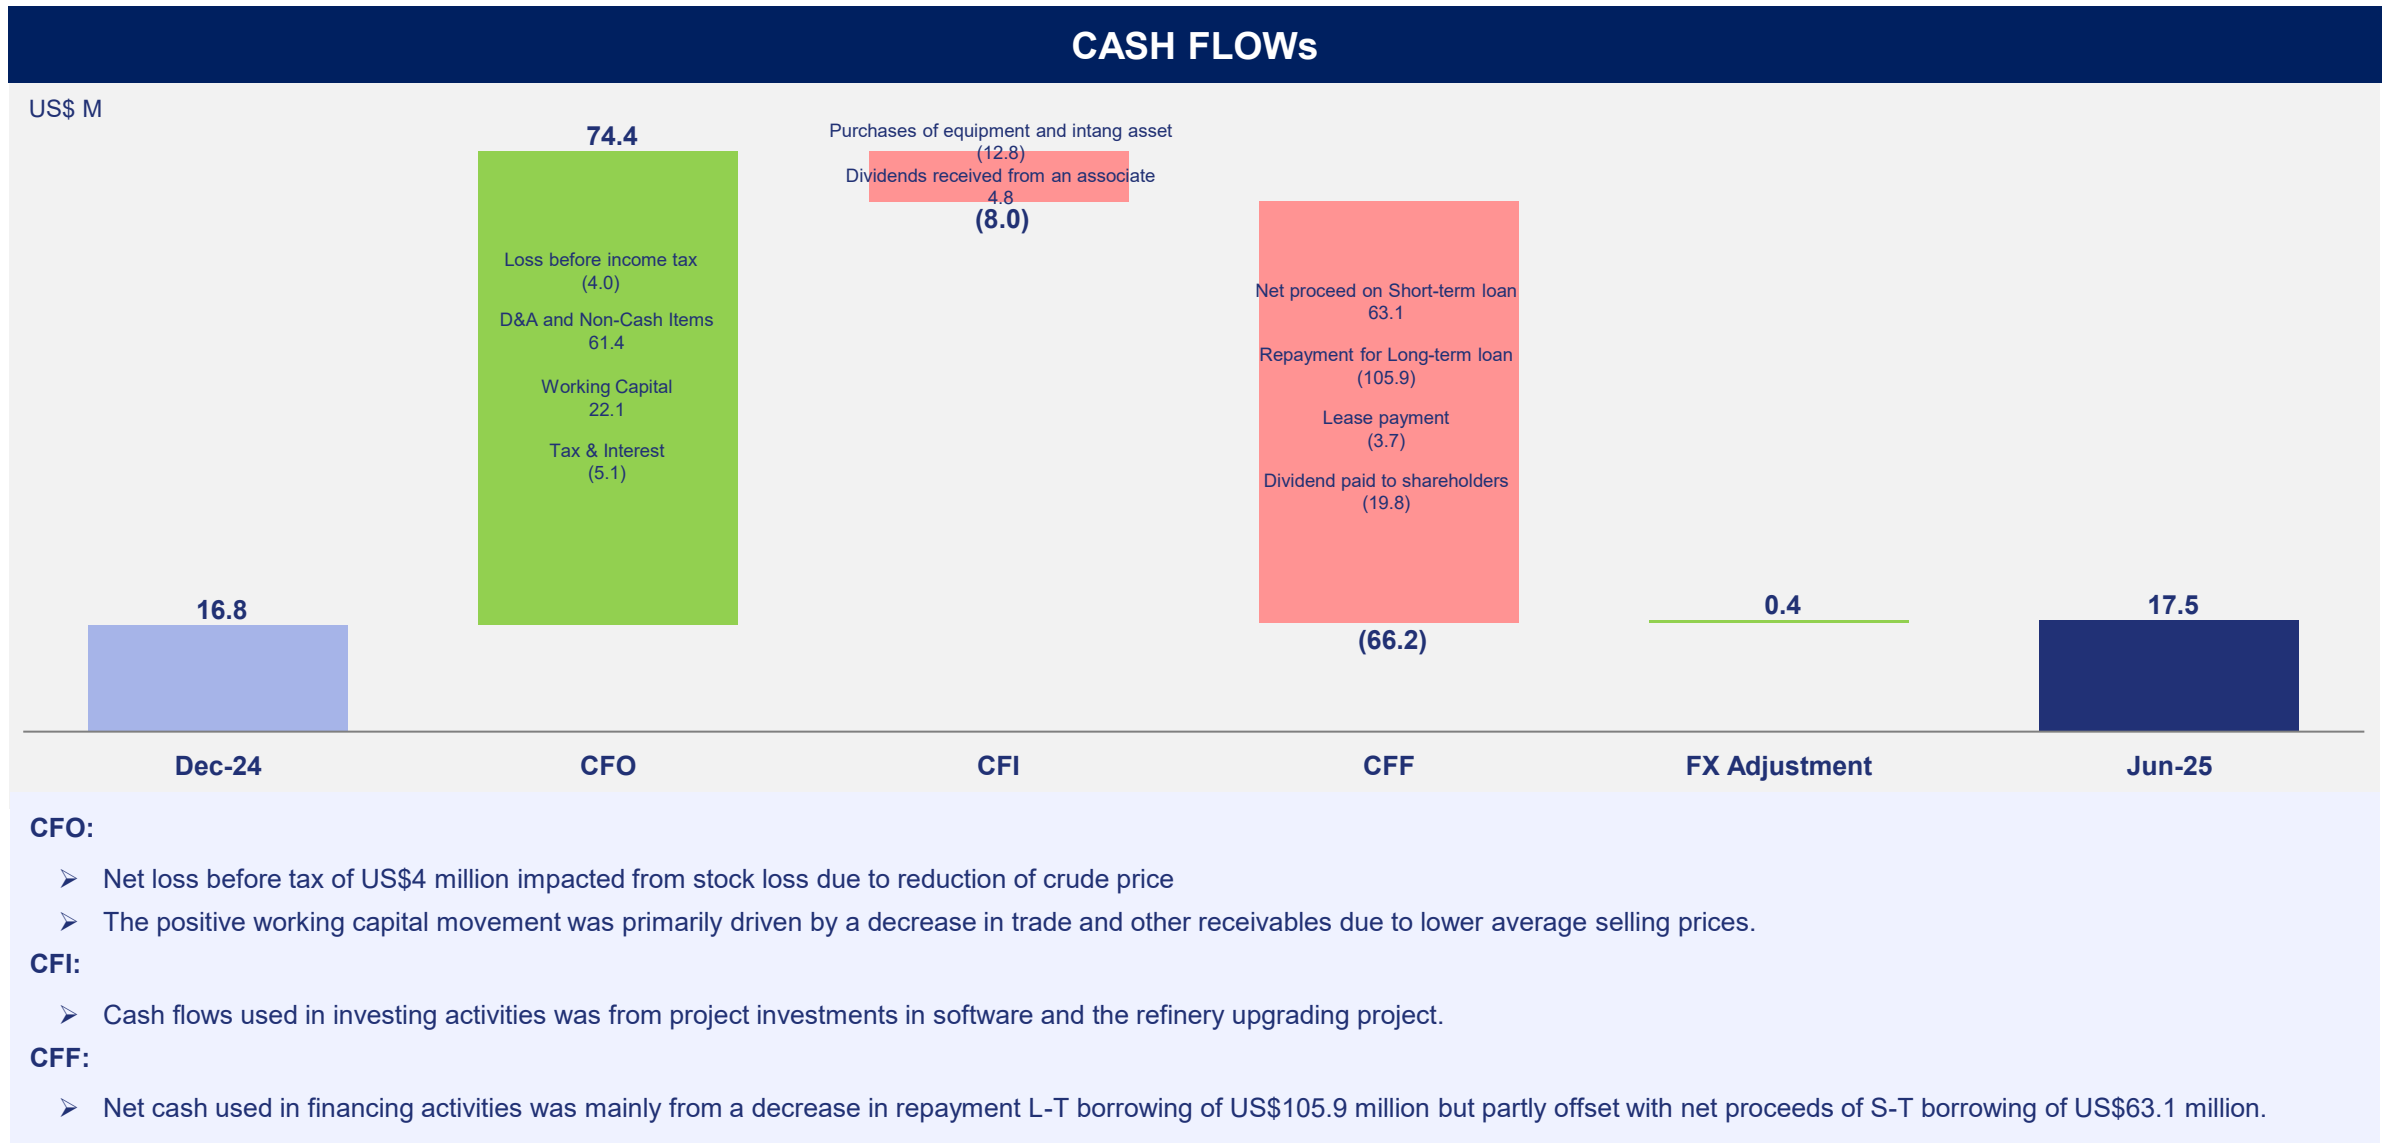 CASH FLOWs
US$ M
16.8
74.4
Loss before income tax
(4.0)
D&A and Non-Cash Items
61.4
Working Capital
22.1
Tax & Interest
(5.1)
Purchases of equipment and intang asset
(12.8)
Dividends received from an associate
4.8
(8.0)
Net proceed on Short-term loan
63.1
Repayment for Long-term loan
(105.9)
Lease payment
(3.7)
Dividend paid to shareholders
(19.8)
(66.2)
0.4
17.5
Dec-24
CFO
CFI
CFF
FX Adjustment
Jun-25
CFO:
➢ Net loss before tax of US$4 million impacted from stock loss due to reduction of crude price
➢ The positive working capital movement was primarily driven by a decrease in trade and other receivables due to lower average selling prices.
CFI:
➢ Cash flows used in investing activities was from project investments in software and the refinery upgrading project.
CFF:
➢ Net cash used in financing activities was mainly from a decrease in repayment L-T borrowing of US$105.9 million but partly offset with net proceeds of S-T borrowing of US$63.1 million.